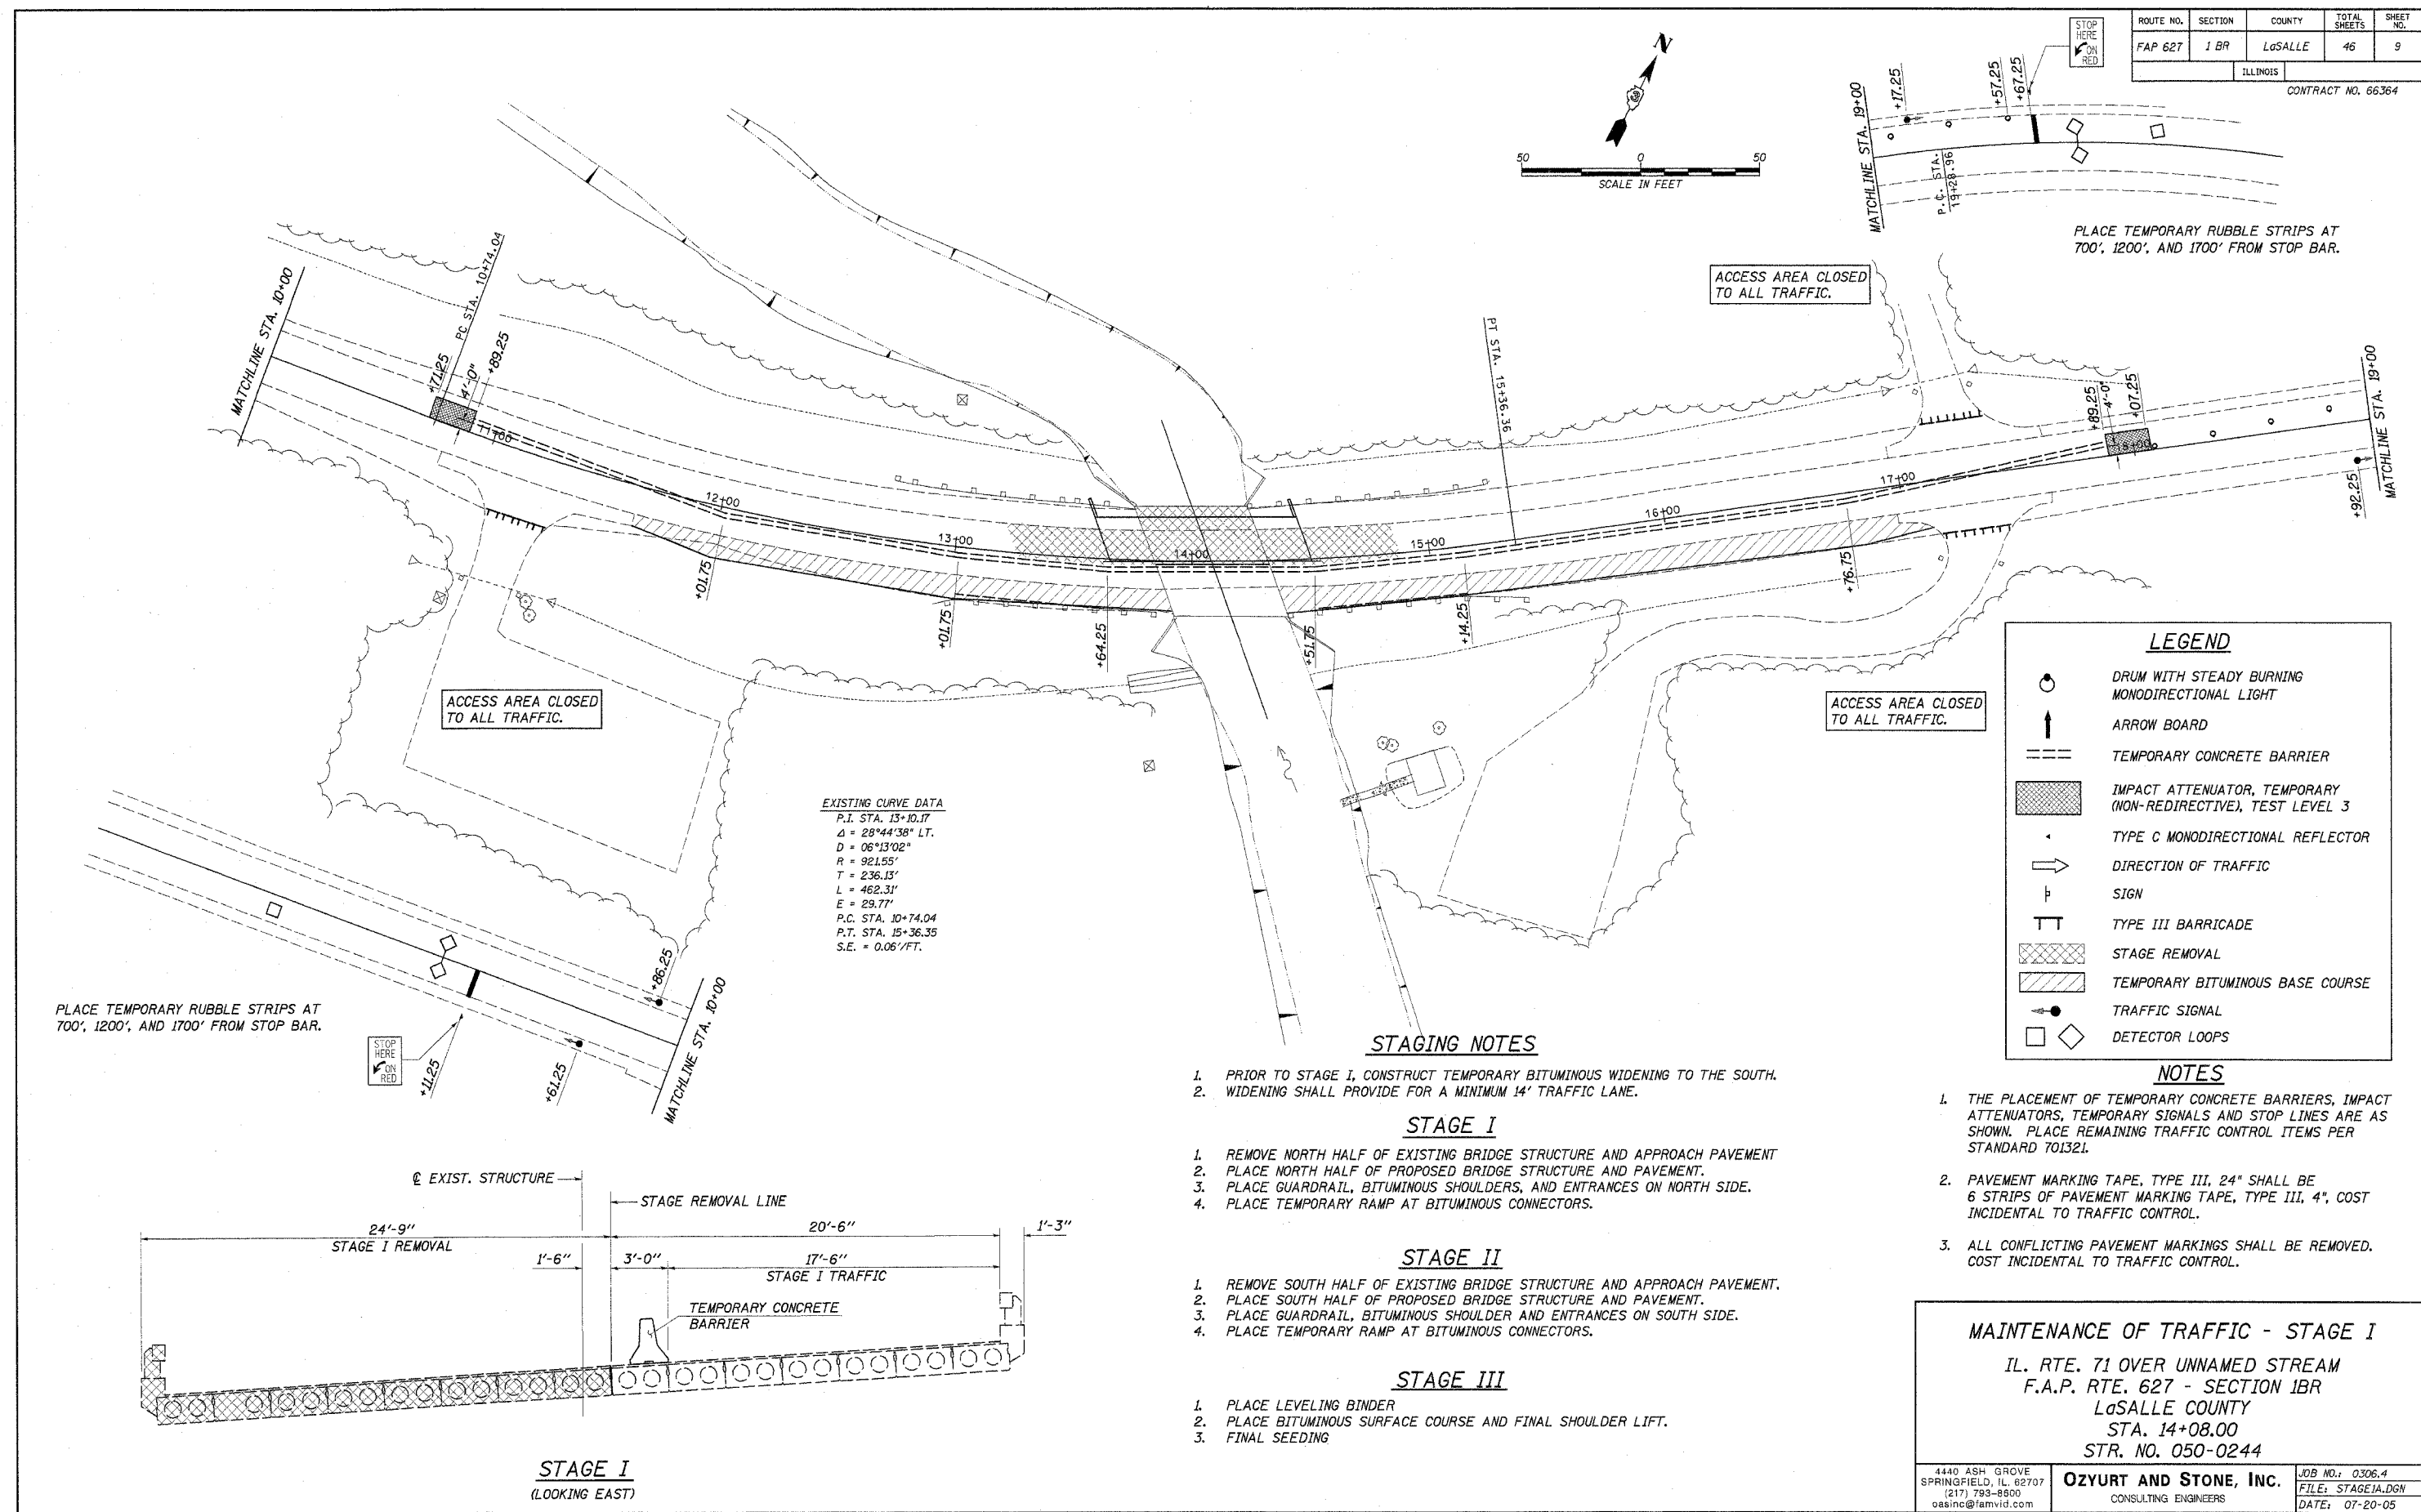 ROUTE NO. SECTION COUNTY TOTAL SHEETS SHEET NO.
FAP 627 1 BR LaSALLE 46 9
ILLINOIS
CONTRACT NO. 66364
STOP
HERE
ON
RED
N
50 0 50
SCALE IN FEET
MATCHLINE STA. 19+00
+17.25
+57.25
+67.25
P.C. STA.
19+28.96
PLACE TEMPORARY RUBBLE STRIPS AT
700', 1200', AND 1700' FROM STOP BAR.
ACCESS AREA CLOSED
TO ALL TRAFFIC.
MATCHLINE STA. 10+00
PC STA. 10+74.04
+71.25
4'-0"
+89.25
11+00
12+00
13+00
14+00
15+00
16+00
17+00
18+00
PT STA. 15+36.36
+89.25
4'-0"
+07.25
MATCHLINE STA. 19+00
+92.25
+01.75
+01.75
+64.25
+51.75
+14.25
+76.75
ACCESS AREA CLOSED
TO ALL TRAFFIC.
ACCESS AREA CLOSED
TO ALL TRAFFIC.
EXISTING CURVE DATA
P.I. STA. 13+10.17
Δ = 28°44'38" LT.
D = 06°13'02"
R = 921.55'
T = 236.13'
L = 462.31'
E = 29.77'
P.C. STA. 10+74.04
P.T. STA. 15+36.35
S.E. = 0.06'/FT.
PLACE TEMPORARY RUBBLE STRIPS AT
700', 1200', AND 1700' FROM STOP BAR.
STOP
HERE
ON
RED
+11.25
+61.25
+86.25
MATCHLINE STA. 10+00
LEGEND
DRUM WITH STEADY BURNING
MONODIRECTIONAL LIGHT
ARROW BOARD
TEMPORARY CONCRETE BARRIER
IMPACT ATTENUATOR, TEMPORARY
(NON-REDIRECTIVE), TEST LEVEL 3
TYPE C MONODIRECTIONAL REFLECTOR
DIRECTION OF TRAFFIC
SIGN
TYPE III BARRICADE
STAGE REMOVAL
TEMPORARY BITUMINOUS BASE COURSE
TRAFFIC SIGNAL
DETECTOR LOOPS
STAGING NOTES
1. PRIOR TO STAGE I, CONSTRUCT TEMPORARY BITUMINOUS WIDENING TO THE SOUTH.
2. WIDENING SHALL PROVIDE FOR A MINIMUM 14' TRAFFIC LANE.
STAGE I
1. REMOVE NORTH HALF OF EXISTING BRIDGE STRUCTURE AND APPROACH PAVEMENT
2. PLACE NORTH HALF OF PROPOSED BRIDGE STRUCTURE AND PAVEMENT.
3. PLACE GUARDRAIL, BITUMINOUS SHOULDERS, AND ENTRANCES ON NORTH SIDE.
4. PLACE TEMPORARY RAMP AT BITUMINOUS CONNECTORS.
STAGE II
1. REMOVE SOUTH HALF OF EXISTING BRIDGE STRUCTURE AND APPROACH PAVEMENT.
2. PLACE SOUTH HALF OF PROPOSED BRIDGE STRUCTURE AND PAVEMENT.
3. PLACE GUARDRAIL, BITUMINOUS SHOULDER AND ENTRANCES ON SOUTH SIDE.
4. PLACE TEMPORARY RAMP AT BITUMINOUS CONNECTORS.
STAGE III
1. PLACE LEVELING BINDER
2. PLACE BITUMINOUS SURFACE COURSE AND FINAL SHOULDER LIFT.
3. FINAL SEEDING
NOTES
1. THE PLACEMENT OF TEMPORARY CONCRETE BARRIERS, IMPACT
ATTENUATORS, TEMPORARY SIGNALS AND STOP LINES ARE AS
SHOWN. PLACE REMAINING TRAFFIC CONTROL ITEMS PER
STANDARD 701321.
2. PAVEMENT MARKING TAPE, TYPE III, 24" SHALL BE
6 STRIPS OF PAVEMENT MARKING TAPE, TYPE III, 4", COST
INCIDENTAL TO TRAFFIC CONTROL.
3. ALL CONFLICTING PAVEMENT MARKINGS SHALL BE REMOVED.
COST INCIDENTAL TO TRAFFIC CONTROL.
℄ EXIST. STRUCTURE
STAGE REMOVAL LINE
24'-9"
STAGE I REMOVAL
20'-6"
1'-3"
1'-6"
3'-0"
17'-6"
STAGE I TRAFFIC
TEMPORARY CONCRETE
BARRIER
STAGE I
(LOOKING EAST)
MAINTENANCE OF TRAFFIC - STAGE I
IL. RTE. 71 OVER UNNAMED STREAM
F.A.P. RTE. 627 - SECTION 1BR
LaSALLE COUNTY
STA. 14+08.00
STR. NO. 050-0244
4440 ASH GROVE
SPRINGFIELD, IL. 62707
(217) 793-8600
oasinc@famvid.com
OZYURT AND STONE, INC.
CONSULTING ENGINEERS
JOB NO.: 0306.4
FILE: STAGE1A.DGN
DATE: 07-20-05